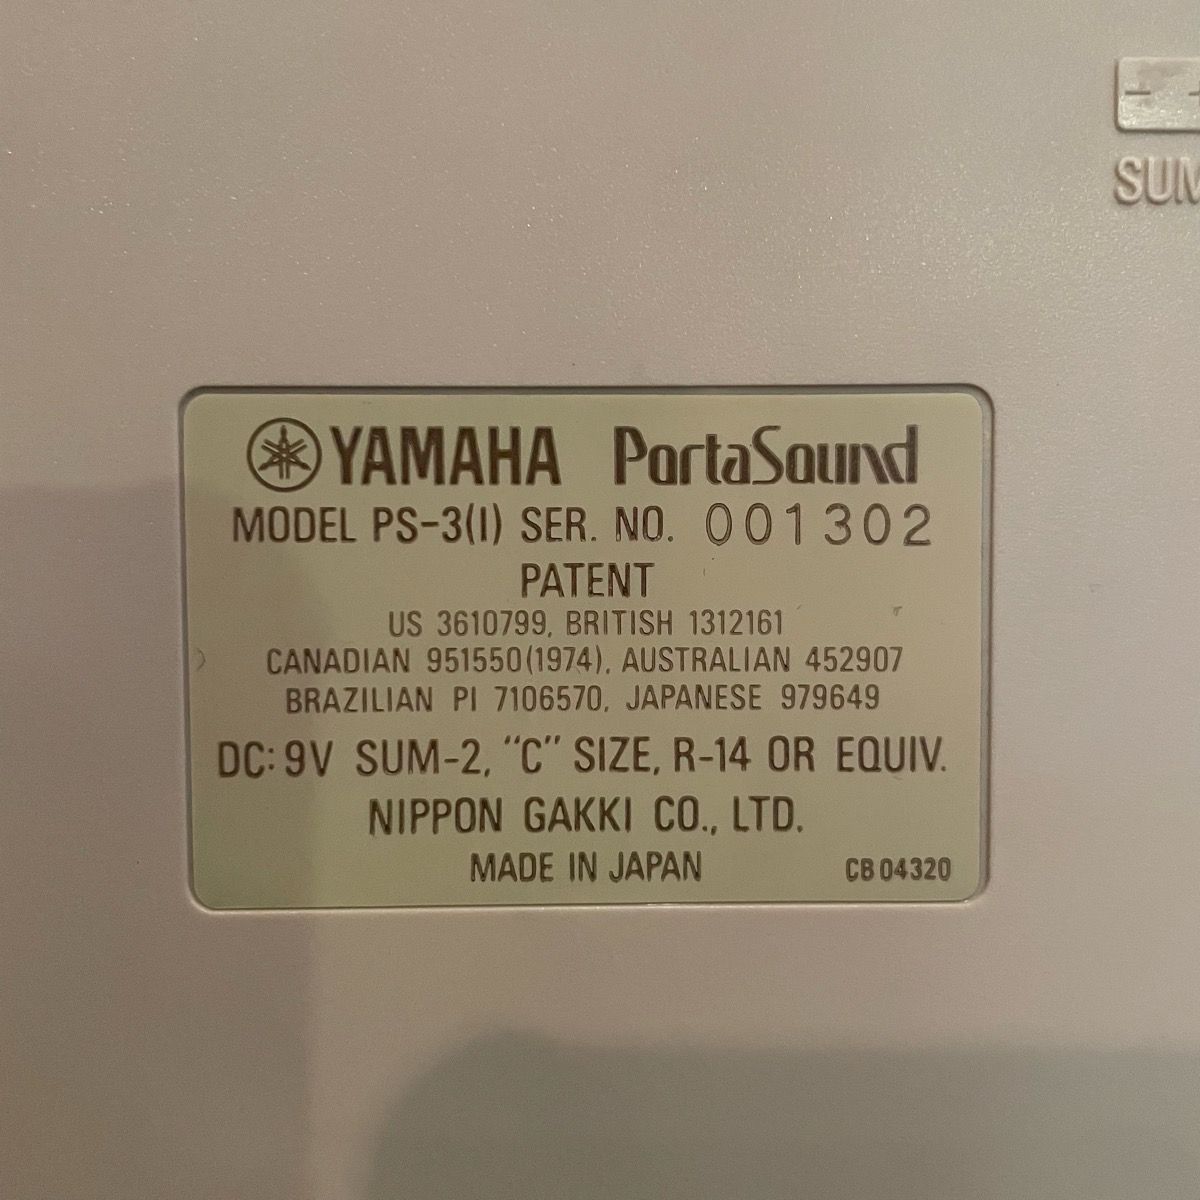 SUM
YAMAHA PortaSound
MODEL PS-3(I) SER. NO. 001302
PATENT
US 3610799, BRITISH 1312161
CANADIAN 951550(1974), AUSTRALIAN 452907
BRAZILIAN PI 7106570, JAPANESE 979649
DC: 9V SUM-2, "C" SIZE, R-14 OR EQUIV.
NIPPON GAKKI CO., LTD.
MADE IN JAPAN CB 04320